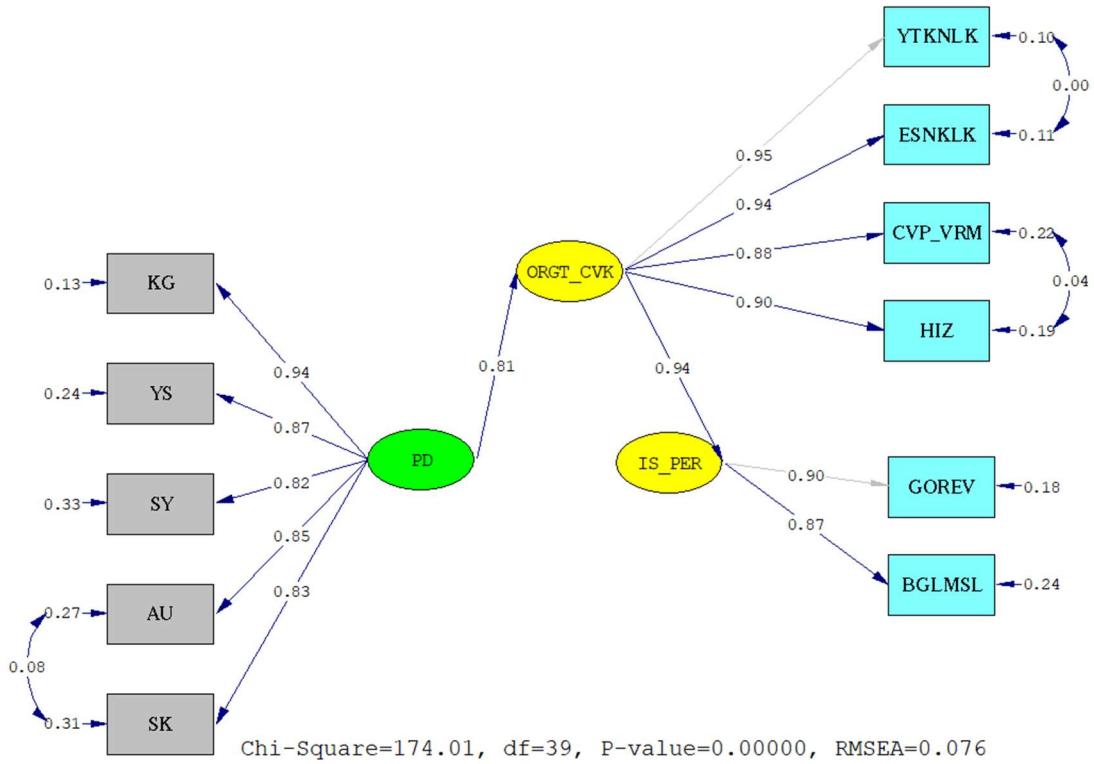 YTKNLK
0.10
0.00
ESNKLK
0.11
0.95
0.94
CVP_VRM
0.22
0.88
0.04
ORGT_CVK
0.13
KG
0.90
HIZ
0.19
0.81
0.94
0.94
0.24
YS
0.87
PD
IS_PER
0.90
GOREV
0.18
0.82
0.33
SY
0.87
0.85
0.83
BGLMSL
0.24
0.27
AU
0.08
0.31
SK
Chi-Square=174.01, df=39, P-value=0.00000, RMSEA=0.076